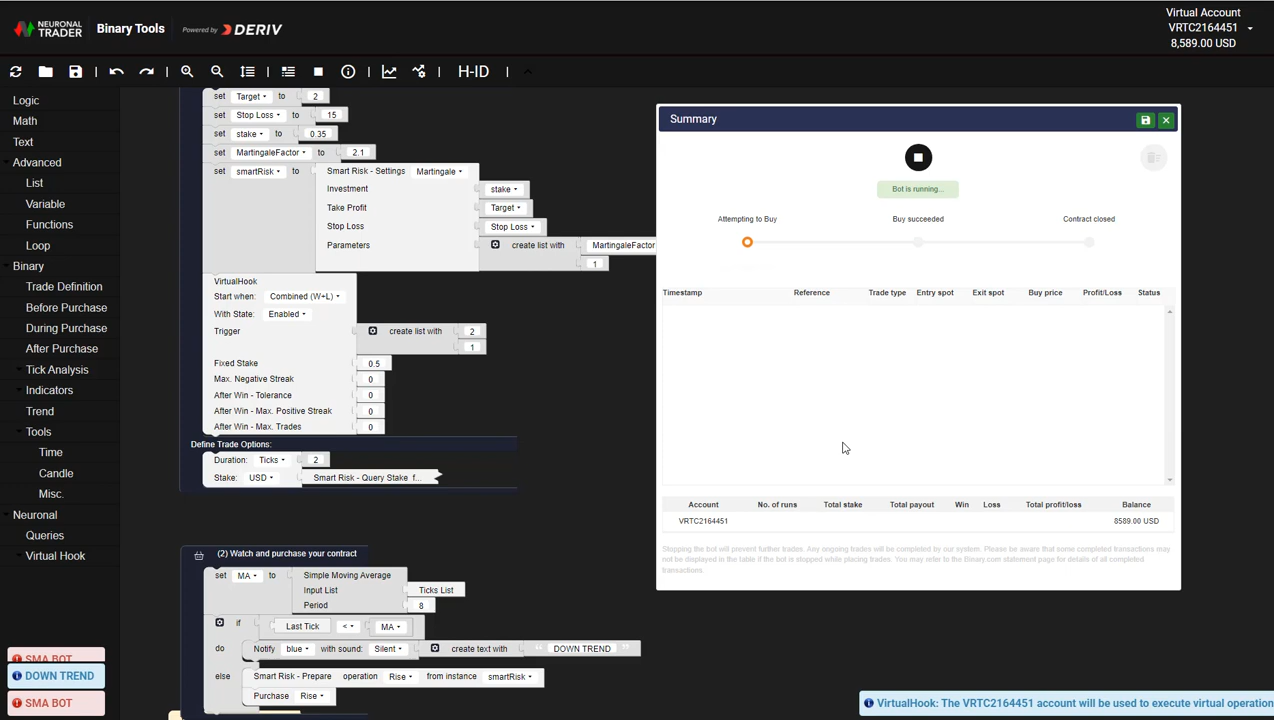 NEURONAL TRADER
Binary Tools
Powered by
DERIV
Virtual Account
VRTC2164451
8,589.00 USD
H-ID
Logic
Math
Text
Advanced
List
Variable
Functions
Loop
Binary
Trade Definition
Before Purchase
During Purchase
After Purchase
Tick Analysis
Indicators
Trend
Tools
Time
Candle
Misc.
Neuronal
Queries
Virtual Hook
SMA BOT
DOWN TREND
SMA BOT
set Target to 2
set Stop Loss to 15
set stake to 0.35
set MartingaleFactor to 2.1
set smartRisk to Smart Risk - Settings Martingale
Investment stake
Take Profit Target
Stop Loss Stop Loss
Parameters create list with MartingaleFactor
1
VirtualHook
Start when: Combined (W+L)
With State: Enabled
Trigger create list with 2
1
Fixed Stake 0.5
Max. Negative Streak 0
After Win - Tolerance 0
After Win - Max. Positive Streak 0
After Win - Max. Trades 0
Define Trade Options:
Duration: Ticks 2
Stake: USD Smart Risk - Query Stake f...
(2) Watch and purchase your contract
set MA to Simple Moving Average
Input List Ticks List
Period 8
if Last Tick < MA
do Notify blue with sound: Silent create text with “ DOWN TREND ”
else Smart Risk - Prepare operation Rise from instance smartRisk
Purchase Rise
Summary
Bot is running...
Attempting to Buy Buy succeeded Contract closed
Timestamp Reference Trade type Entry spot Exit spot Buy price Profit/Loss Status
Account No. of runs Total stake Total payout Win Loss Total profit/loss Balance
VRTC2164451 8589.00 USD
Stopping the bot will prevent further trades. Any ongoing trades will be completed by our system. Please be aware that some completed transactions may
not be displayed in the table if the bot is stopped while placing trades. You may refer to the Binary.com statement page for details of all completed
transactions.
VirtualHook: The VRTC2164451 account will be used to execute virtual operation